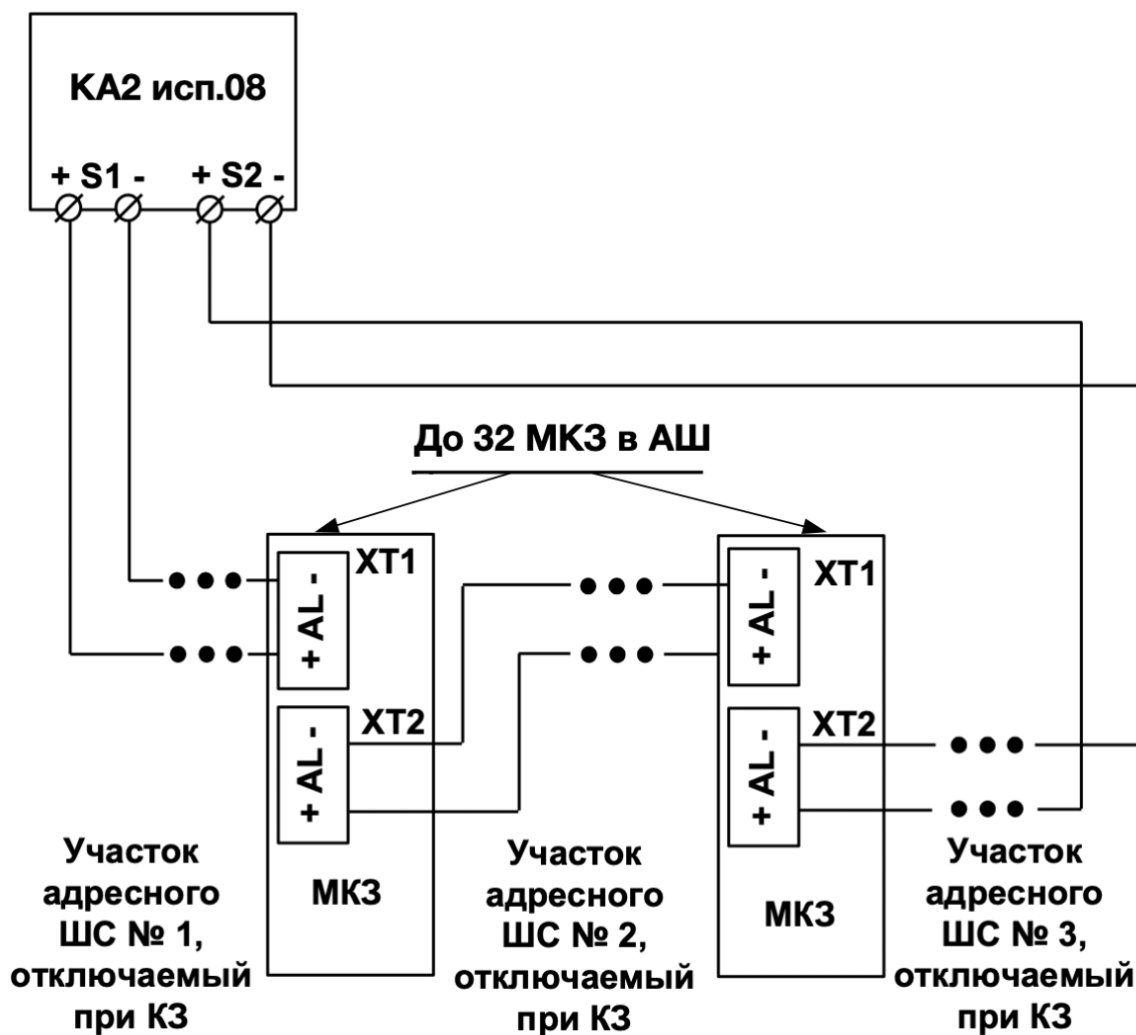 КА2 исп.08
+ S1 - + S2 -
До 32 МКЗ в АШ
XT1
+ AL -
XT2
+ AL -
МКЗ
XT1
+ AL -
XT2
+ AL -
МКЗ
Участок
адресного
ШС № 1,
отключаемый
при КЗ
Участок
адресного
ШС № 2,
отключаемый
при КЗ
Участок
адресного
ШС № 3,
отключаемый
при КЗ